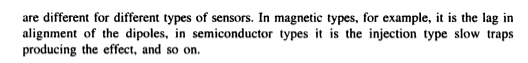 are different for different types of sensors. In magnetic types, for example, it is the lag in
alignment of the dipoles, in semiconductor types it is the injection type slow traps
producing the effect, and so on.